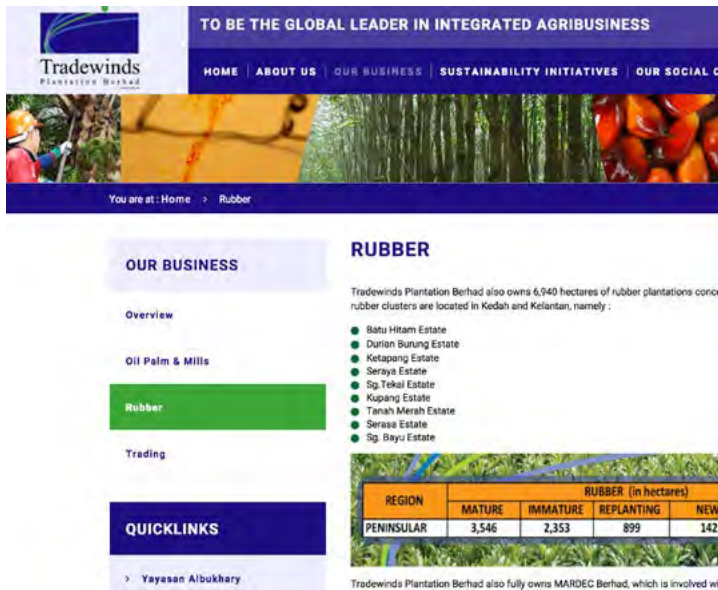 TO BE THE GLOBAL LEADER IN INTEGRATED AGRIBUSINESS
Tradewinds
Plantation Berhad
HOME | ABOUT US | OUR BUSINESS | SUSTAINABILITY INITIATIVES | OUR SOCIAL
You are at : Home > Rubber
OUR BUSINESS
Overview
Oil Palm & Mills
Rubber
Trading
QUICKLINKS
> Yayasan Albukhary
RUBBER
Tradewinds Plantation Berhad also owns 6,940 hectares of rubber plantations
rubber clusters are located in Kedah and Kelantan, namely :
Batu Hitam Estate
Durian Burung Estate
Ketapang Estate
Seraya Estate
Sg.Tekai Estate
Kupang Estate
Tanah Merah Estate
Serasa Estate
Sg. Bayu Estate
REGION RUBBER (in hectares)
MATURE IMMATURE REPLANTING NEW
PENINSULAR 3,546 2,353 899 142
Tradewinds Plantation Berhad also fully owns MARDEC Berhad, which is involved